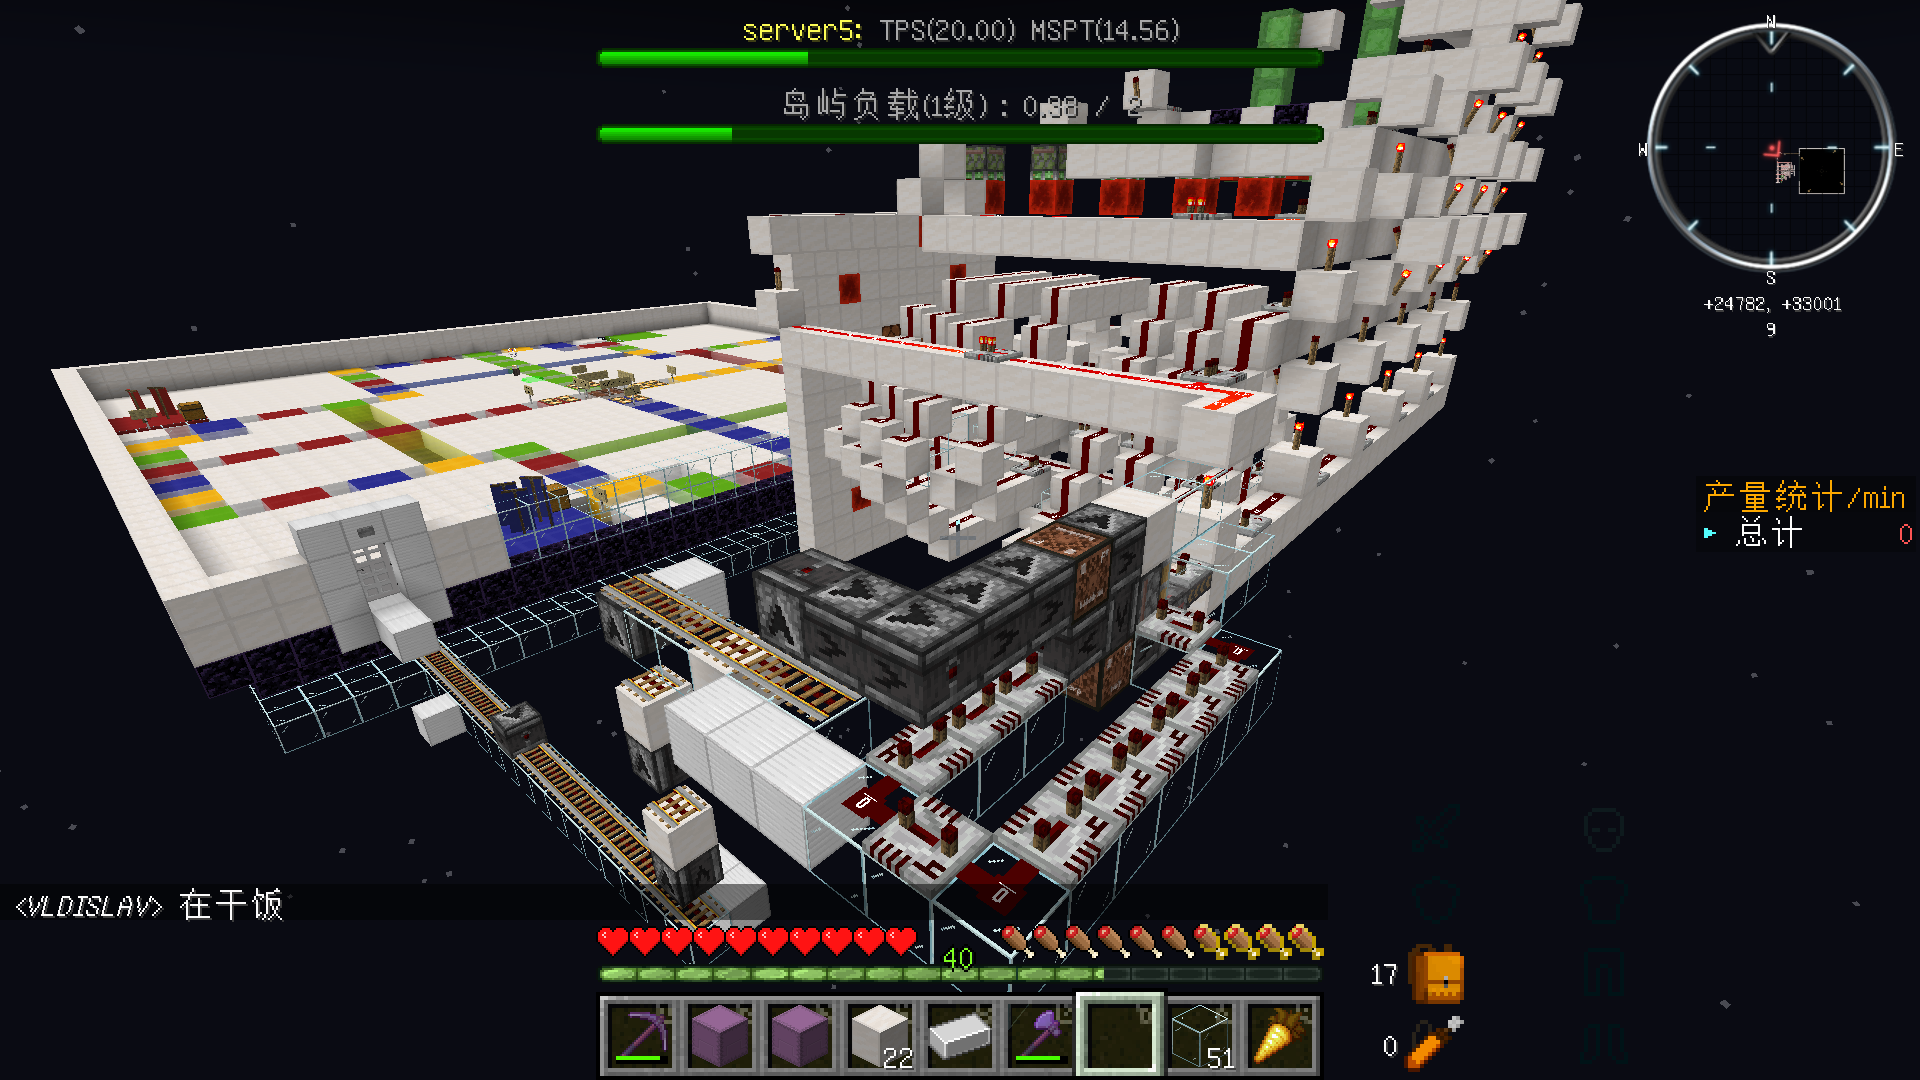 server5: TPS(20.00) MSPT(14.56)
岛屿负载(1级) : 0.38 / 2
N
W
E
S
+24782, +33001
9
产量统计/min
总计 0
<VLDISLAV> 在干饭
40
17
0
22
51